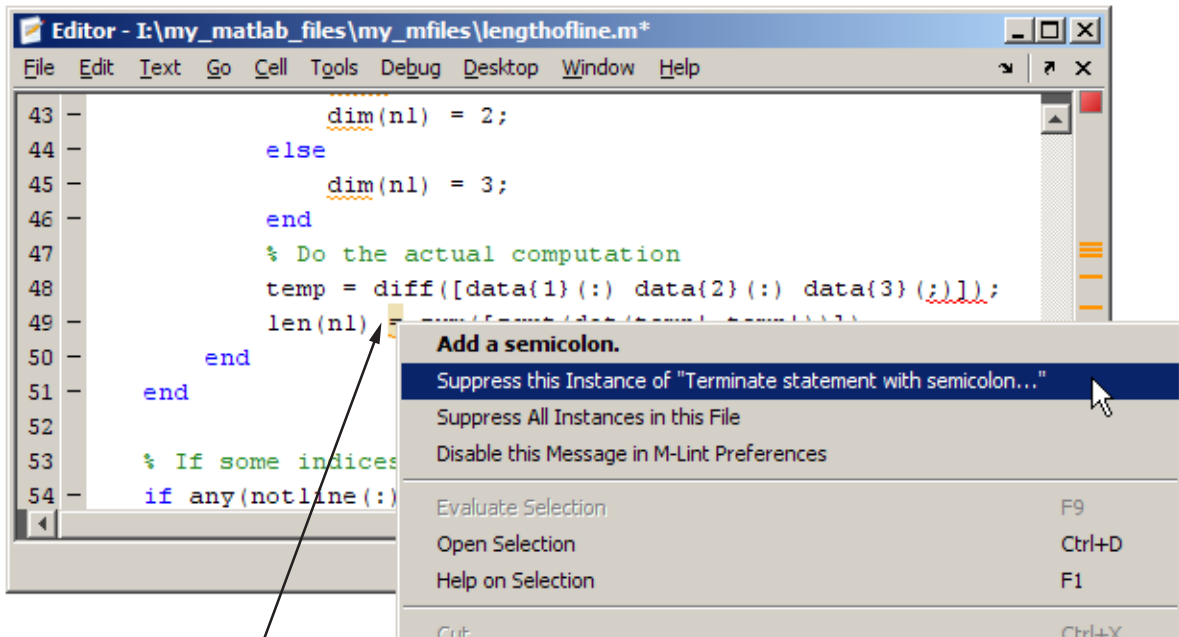 Editor - I:\my_matlab_files\my_mfiles\lengthofline.m*
File Edit Text Go Cell Tools Debug Desktop Window Help
43 – dim(nl) = 2;
44 – else
45 – dim(nl) = 3;
46 – end
47 % Do the actual computation
48 temp = diff([data{1}(:) data{2}(:) data{3}(;)]);
49 – len(nl) =
50 – end
51 – end
52
53 % If some indices
54 – if any(notline(:)
Add a semicolon.
Suppress this Instance of "Terminate statement with semicolon..."
Suppress All Instances in this File
Disable this Message in M-Lint Preferences
Evaluate Selection F9
Open Selection Ctrl+D
Help on Selection F1
Cut Ctrl+X